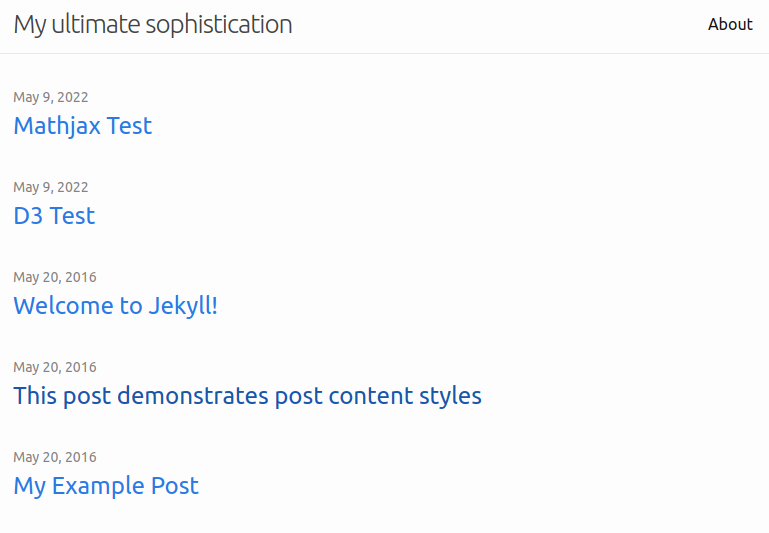 My ultimate sophistication
About
May 9, 2022
Mathjax Test
May 9, 2022
D3 Test
May 20, 2016
Welcome to Jekyll!
May 20, 2016
This post demonstrates post content styles
May 20, 2016
My Example Post